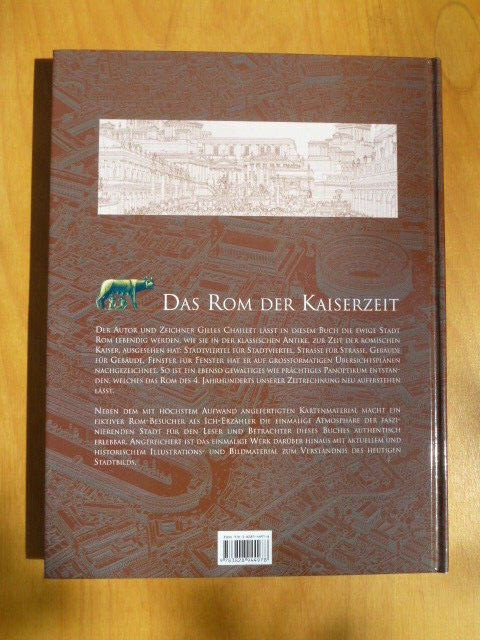 DAS ROM DER KAISERZEIT
DER AUTOR UND ZEICHNER GILLES CHAILLET LÄSST IN DIESEM BUCH DIE EWIGE STADT
ROM LEBENDIG WERDEN, WIE SIE IN DER KLASSISCHEN ANTIKE, ZUR ZEIT DER RÖMISCHEN
KAISER, AUSGESEHEN HAT: STADTVIERTEL FÜR STADTVIERTEL, STRASSE FÜR STRASSE, GEBÄUDE
FÜR GEBÄUDE, FENSTER FÜR FENSTER HAT ER AUF GROSSFORMATIGEN ÜBERSICHTSPLÄNEN
NACHGEZEICHNET. SO IST EIN EBENSO GEWALTIGES WIE PRÄCHTIGES PANOPTIKUM ENTSTAN-
DEN, WELCHES DAS ROM DES 4. JAHRHUNDERTS UNSERER ZEITRECHNUNG NEU AUFERSTEHEN
LÄSST.
NEBEN DEM MIT HÖCHSTEM AUFWAND ANGEFERTIGTEN KARTENMATERIAL MACHT EIN
FIKTIVER ROM-BESUCHER ALS ICH-ERZÄHLER DIE EINMALIGE ATMOSPHÄRE DER FASZI-
NIERENDEN STADT FÜR DEN LESER UND BETRACHTER DIESES BUCHES AUTHENTISCH
ERLEBBAR. ANGEREICHERT IST DAS EINMALIGE WERK DARÜBER HINAUS MIT AKTUELLEM UND
HISTORISCHEM ILLUSTRATIONS- UND BILDMATERIAL ZUM VERSTÄNDNIS DES HEUTIGEN
STADTBILDS.